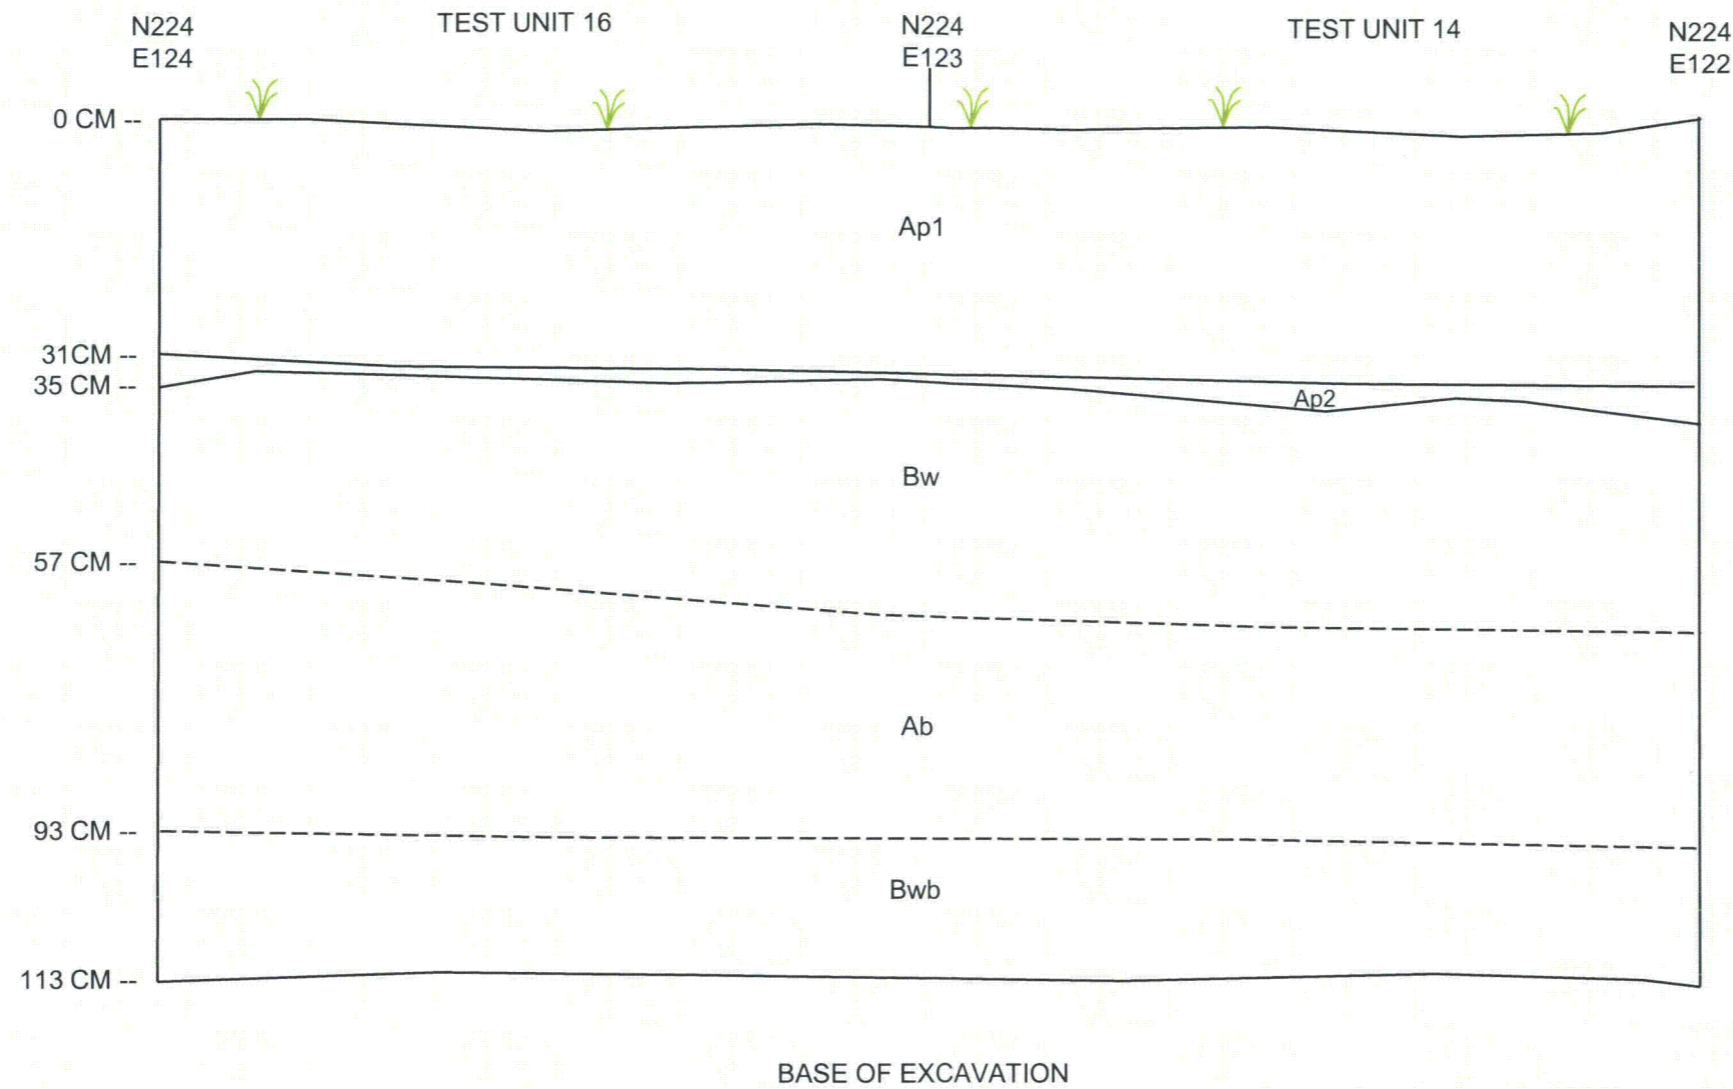 TEST UNIT 16
TEST UNIT 14
N224
E124
N224
E123
N224
E122
0 CM --
Ap1
31CM --
35 CM --
Ap2
Bw
57 CM --
Ab
93 CM --
Bwb
113 CM --
BASE OF EXCAVATION